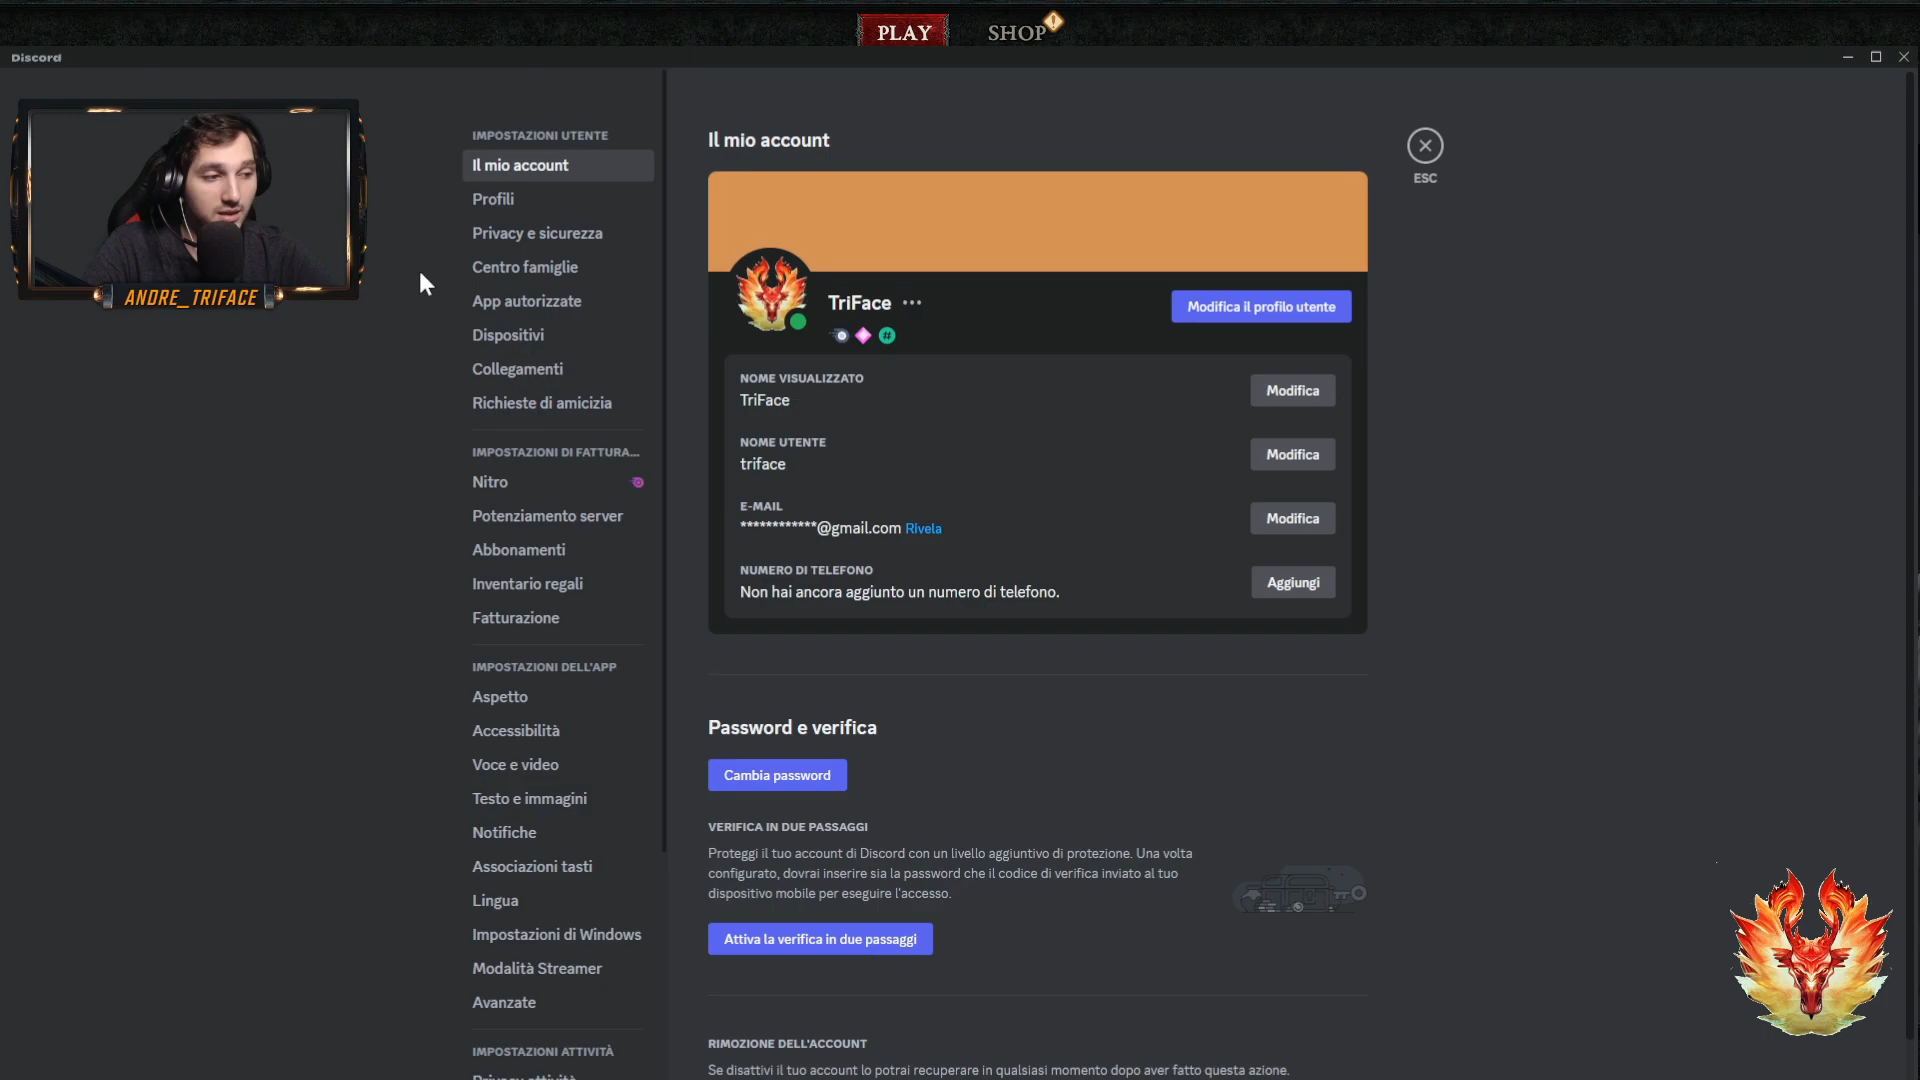 PLAY
SHOP
Discord
ANDRE_TRIFACE
IMPOSTAZIONI UTENTE
Il mio account
Profili
Privacy e sicurezza
Centro famiglie
App autorizzate
Dispositivi
Collegamenti
Richieste di amicizia
IMPOSTAZIONI DI FATTURA...
Nitro
Potenziamento server
Abbonamenti
Inventario regali
Fatturazione
IMPOSTAZIONI DELL'APP
Aspetto
Accessibilità
Voce e video
Testo e immagini
Notifiche
Associazioni tasti
Lingua
Impostazioni di Windows
Modalità Streamer
Avanzate
IMPOSTAZIONI ATTIVITÀ
Privacy attività
Il mio account
ESC
TriFace
Modifica il profilo utente
NOME VISUALIZZATO
TriFace
Modifica
NOME UTENTE
triface
Modifica
E-MAIL
************@gmail.com Rivela
Modifica
NUMERO DI TELEFONO
Non hai ancora aggiunto un numero di telefono.
Aggiungi
Password e verifica
Cambia password
VERIFICA IN DUE PASSAGGI
Proteggi il tuo account di Discord con un livello aggiuntivo di protezione. Una volta
configurato, dovrai inserire sia la password che il codice di verifica inviato al tuo
dispositivo mobile per eseguire l'accesso.
Attiva la verifica in due passaggi
RIMOZIONE DELL'ACCOUNT
Se disattivi il tuo account lo potrai recuperare in qualsiasi momento dopo aver fatto questa azione.